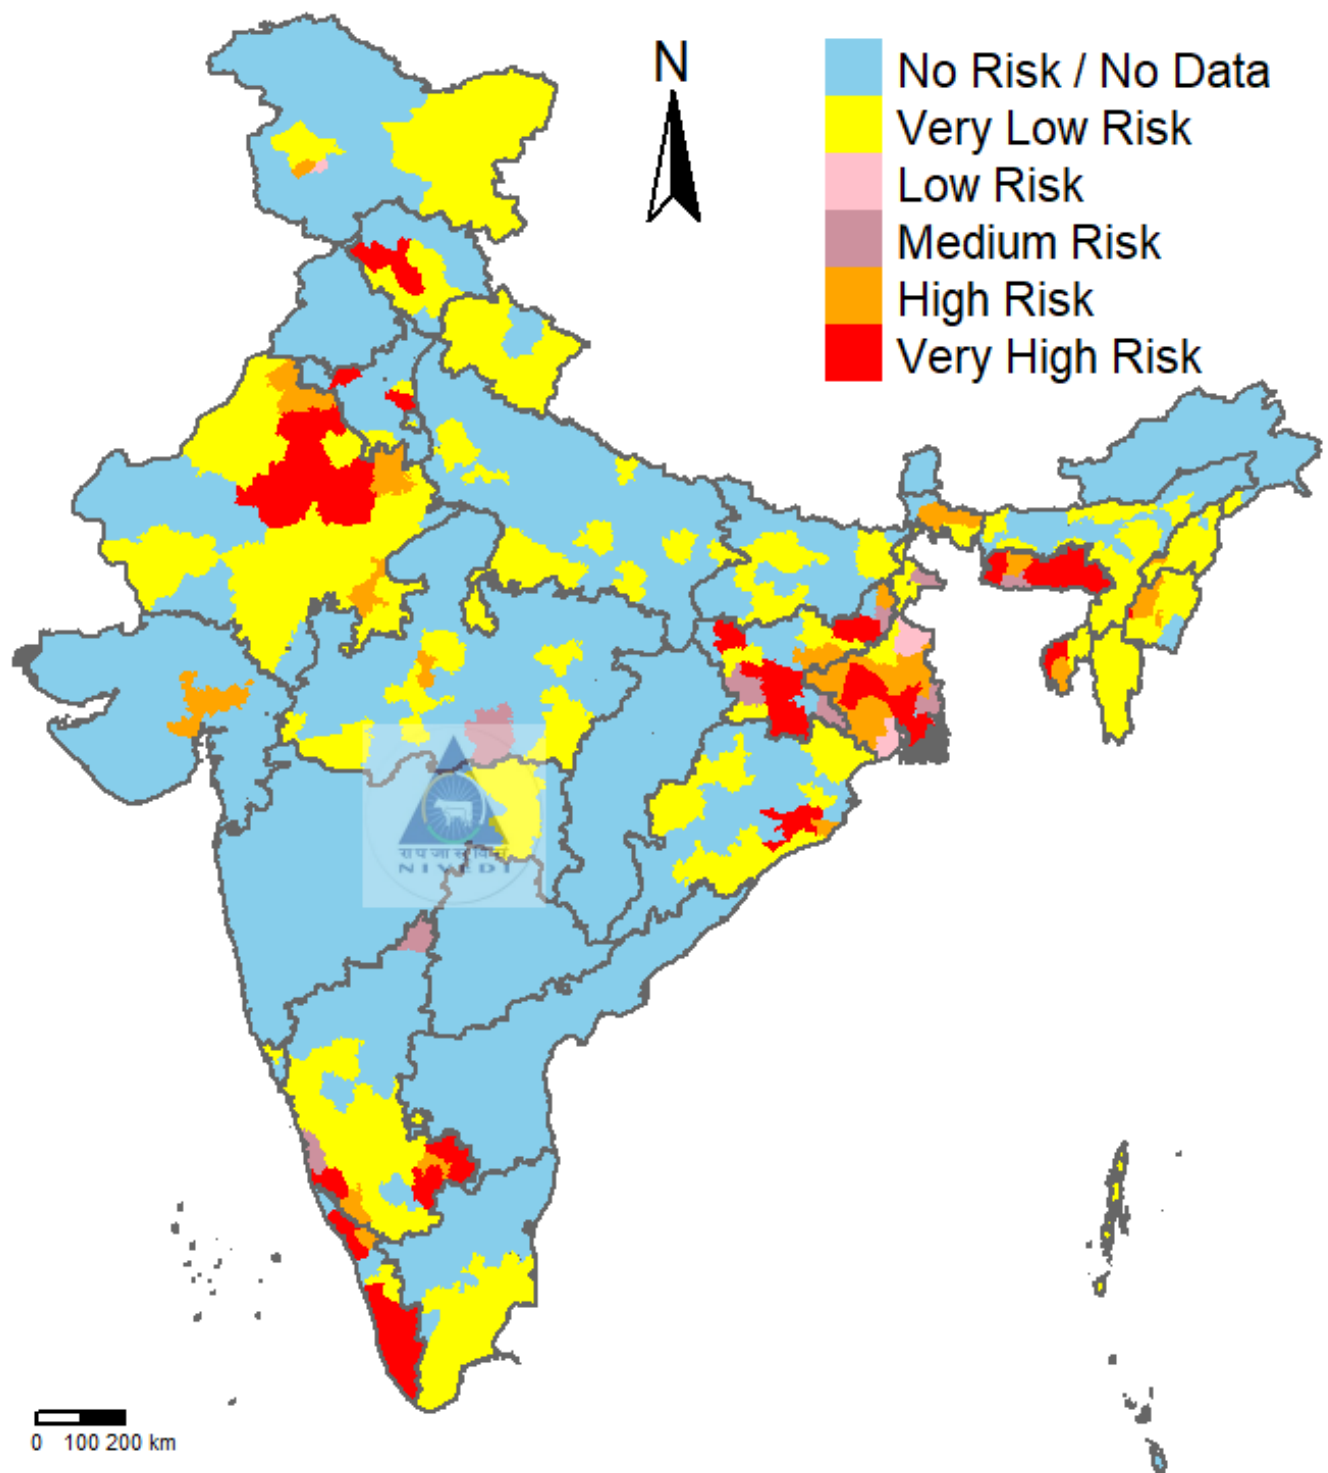 N
No Risk / No Data
Very Low Risk
Low Risk
Medium Risk
High Risk
Very High Risk
NIVEDI
0 100 200 km